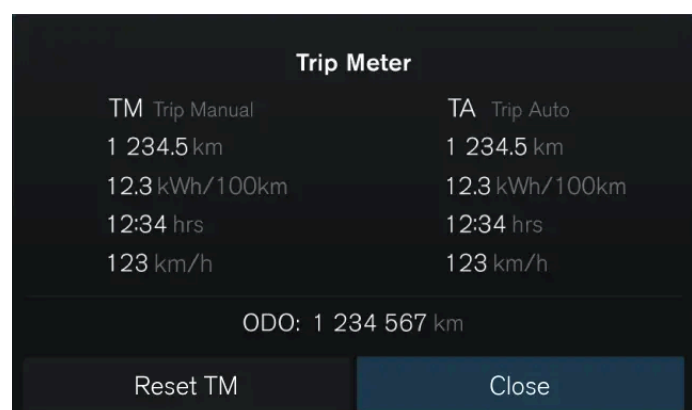 Trip Meter
TM Trip Manual
TA Trip Auto
1 234.5 km
1 234.5 km
12.3 kWh/100km
12.3 kWh/100km
12:34 hrs
12:34 hrs
123 km/h
123 km/h
ODO: 1 234 567 km
Reset TM
Close